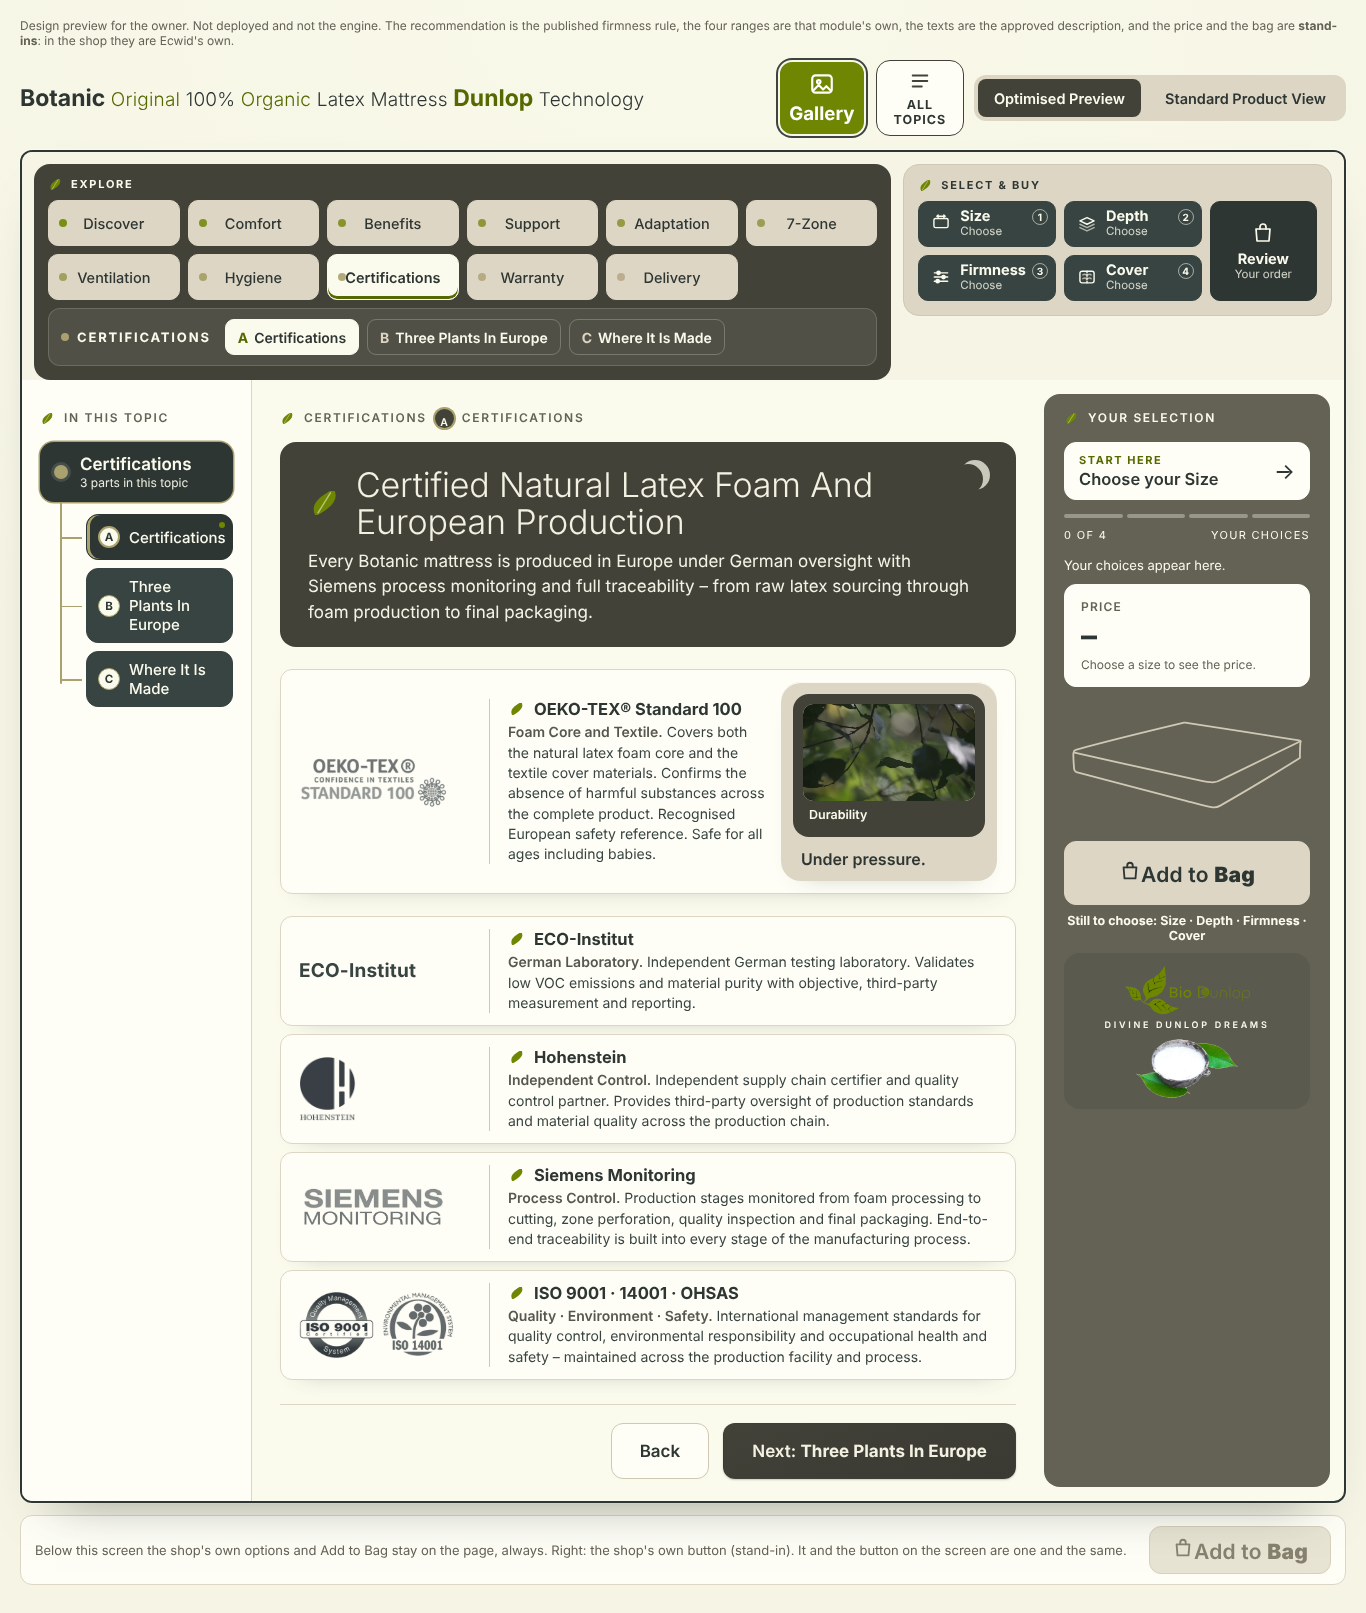 Design preview for the owner. Not deployed and not the engine. The recommendation is the published firmness rule, the four ranges are that module's own, the texts are the approved description, and the price and the bag are stand-
ins: in the shop they are Ecwid's own.
Botanic Original 100% Organic Latex Mattress Dunlop Technology
Gallery
ALL
TOPICS
Optimised Preview
Standard Product View
EXPLORE
Discover
Comfort
Benefits
Support
Adaptation
7-Zone
Ventilation
Hygiene
Certifications
Warranty
Delivery
CERTIFICATIONS
A Certifications
B Three Plants In Europe
C Where It Is Made
SELECT & BUY
Size
Choose
1
Depth
Choose
2
Firmness
Choose
3
Cover
Choose
4
Review
Your order
IN THIS TOPIC
Certifications
3 parts in this topic
A Certifications
B Three
Plants In
Europe
C Where It Is
Made
CERTIFICATIONS A CERTIFICATIONS
Certified Natural Latex Foam And
European Production
Every Botanic mattress is produced in Europe under German oversight with
Siemens process monitoring and full traceability – from raw latex sourcing through
foam production to final packaging.
OEKO-TEX®
CONFIDENCE IN TEXTILES
STANDARD 100
OEKO-TEX® Standard 100
Foam Core and Textile. Covers both
the natural latex foam core and the
textile cover materials. Confirms the
absence of harmful substances across
the complete product. Recognised
European safety reference. Safe for all
ages including babies.
Durability
Under pressure.
ECO-Institut
ECO-Institut
German Laboratory. Independent German testing laboratory. Validates
low VOC emissions and material purity with objective, third-party
measurement and reporting.
HOHENSTEIN
Hohenstein
Independent Control. Independent supply chain certifier and quality
control partner. Provides third-party oversight of production standards
and material quality across the production chain.
SIEMENS
MONITORING
Siemens Monitoring
Process Control. Production stages monitored from foam processing to
cutting, zone perforation, quality inspection and final packaging. End-to-
end traceability is built into every stage of the manufacturing process.
Quality Management
ISO 9001
Certified
System
ENVIRONMENTAL MANAGEMENT SYSTEM
ISO 14001
ISO 9001 · 14001 · OHSAS
Quality · Environment · Safety. International management standards for
quality control, environmental responsibility and occupational health and
safety – maintained across the production facility and process.
Back
Next: Three Plants In Europe
YOUR SELECTION
START HERE
Choose your Size
0 OF 4
YOUR CHOICES
Your choices appear here.
PRICE
–
Choose a size to see the price.
Add to Bag
Still to choose: Size · Depth · Firmness ·
Cover
Bio Dunlop
DIVINE DUNLOP DREAMS
Below this screen the shop's own options and Add to Bag stay on the page, always. Right: the shop's own button (stand-in). It and the button on the screen are one and the same.
Add to Bag